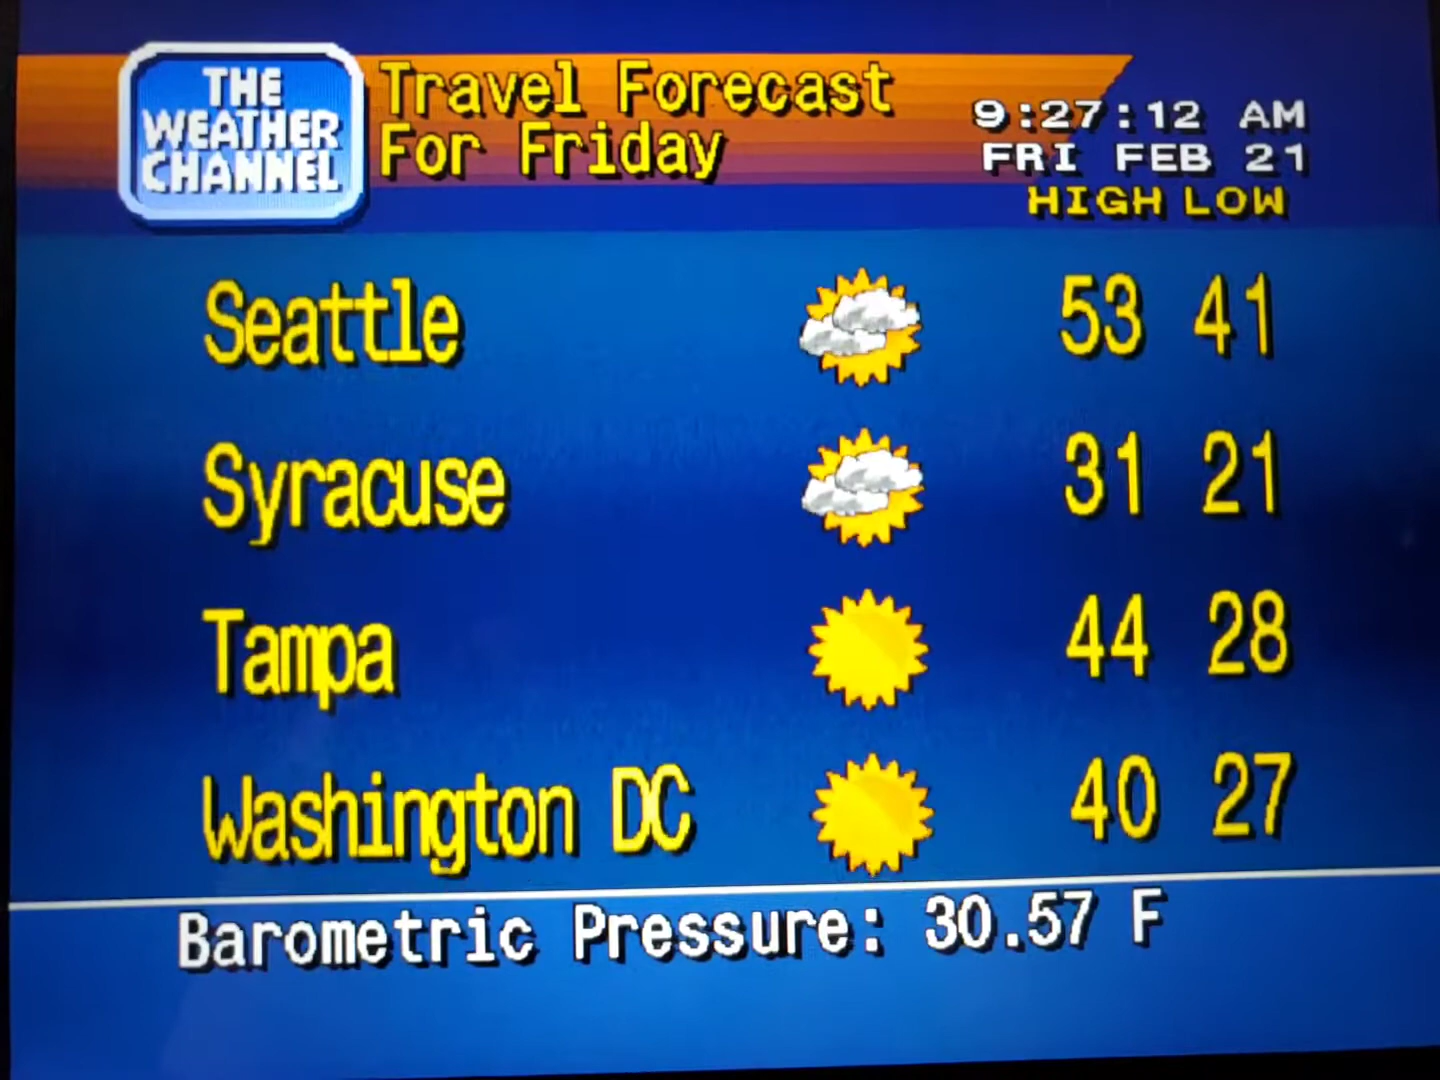 THE
WEATHER
CHANNEL
Travel Forecast
For Friday
9:27:12 AM
FRI FEB 21
HIGH LOW
Seattle 53 41
Syracuse 31 21
Tampa 44 28
Washington DC 40 27
Barometric Pressure: 30.57 F